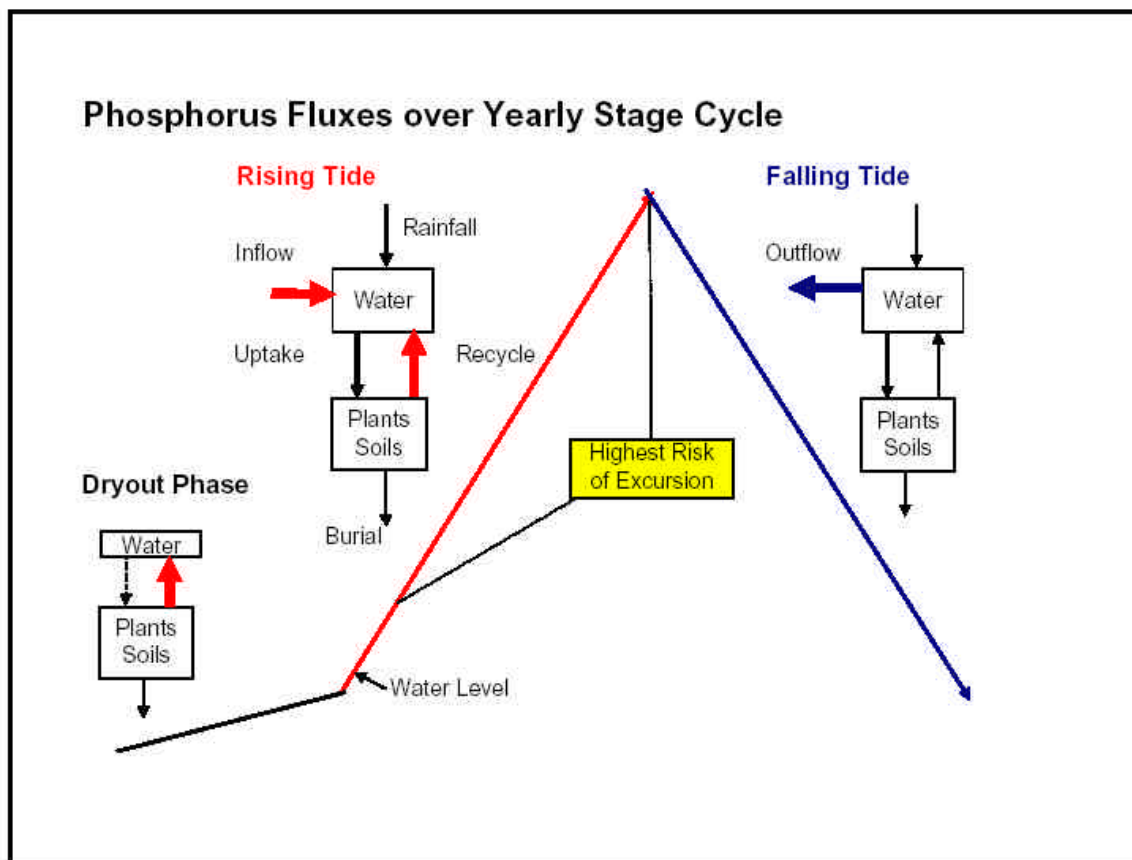 Phosphorus Fluxes over Yearly Stage Cycle
Rising Tide
Falling Tide
Rainfall
Inflow
Outflow
Water
Water
Uptake
Recycle
Plants
Soils
Plants
Soils
Highest Risk
of Excursion
Dryout Phase
Burial
Water
Plants
Soils
Water Level